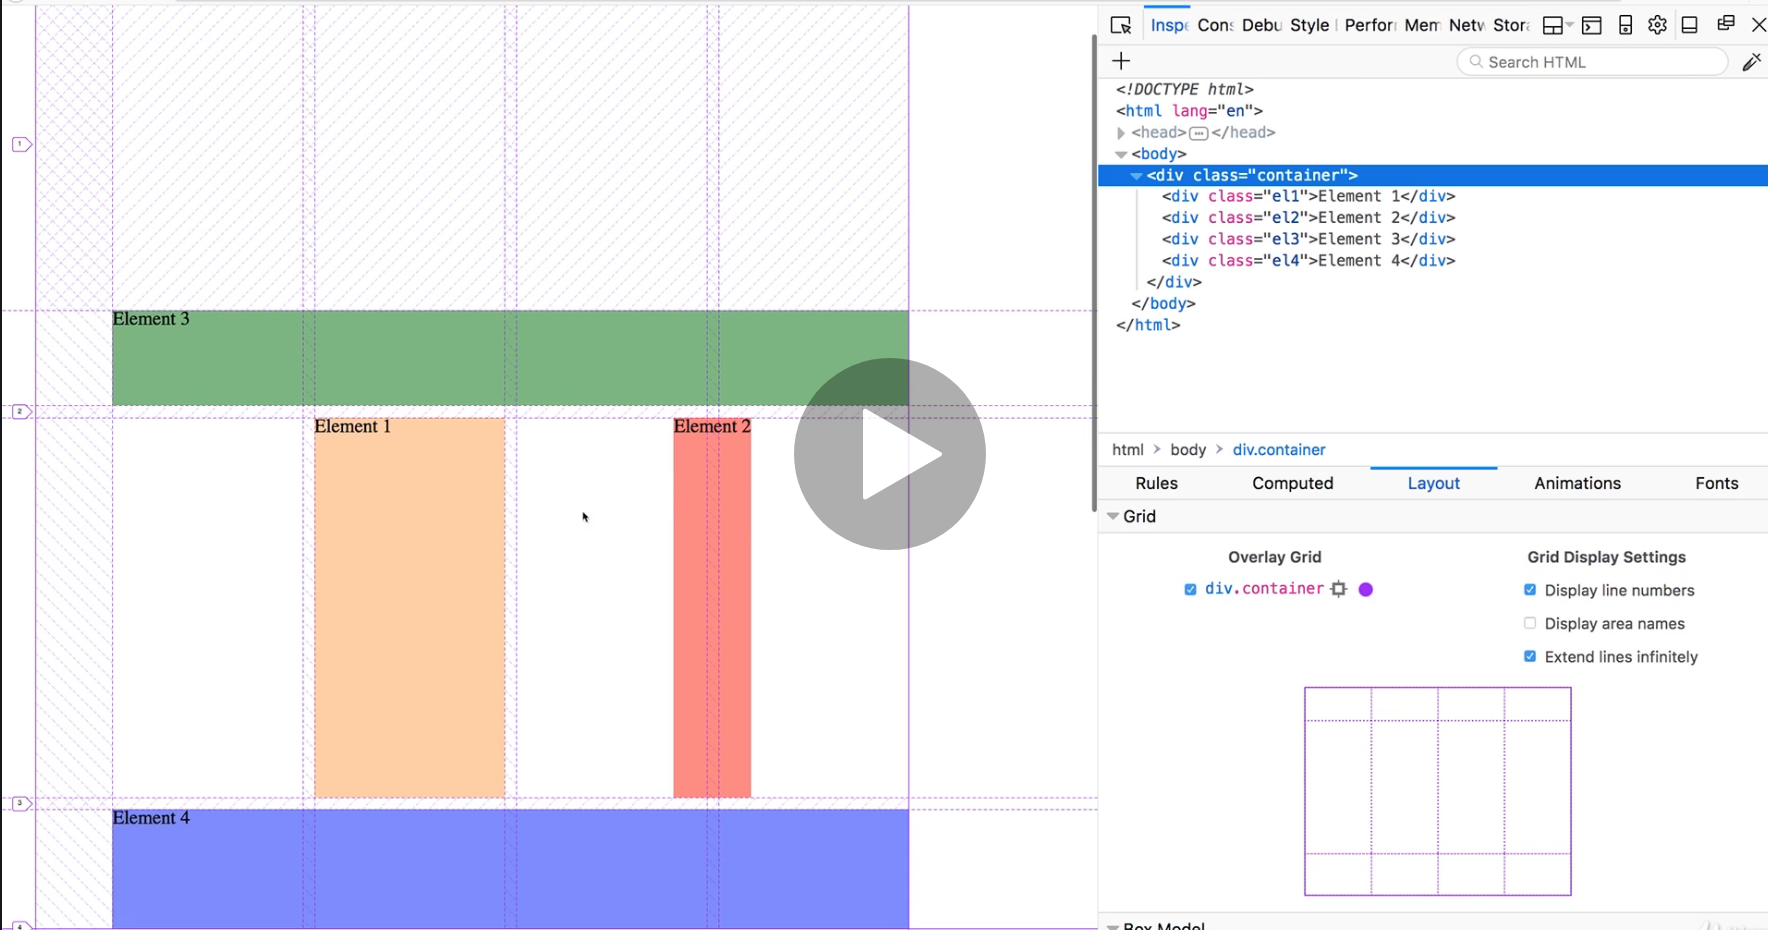 Insp Cons Debu Style Perfor Mem Netw Stora
Search HTML
<!DOCTYPE html>
<html lang="en">
<head></head>
<body>
<div class="container">
<div class="el1">Element 1</div>
<div class="el2">Element 2</div>
<div class="el3">Element 3</div>
<div class="el4">Element 4</div>
</div>
</body>
</html>
html > body > div.container
Rules Computed Layout Animations Fonts
Grid
Overlay Grid
div.container
Grid Display Settings
Display line numbers
Display area names
Extend lines infinitely
Box Model
1
Element 3
2
Element 1
Element 2
3
Element 4
4